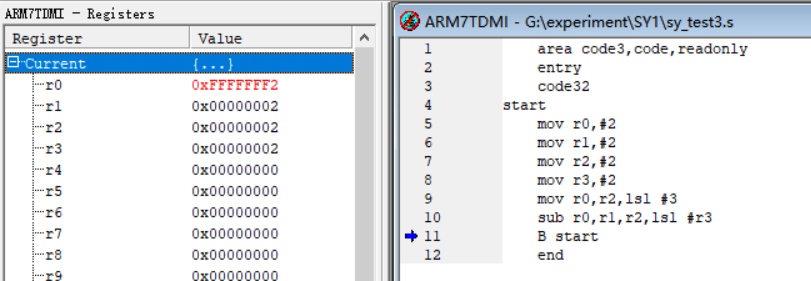 ARM7TDMI - Registers
Register Value
Current {...}
r0 0xFFFFFFF2
r1 0x00000002
r2 0x00000002
r3 0x00000002
r4 0x00000000
r5 0x00000000
r6 0x00000000
r7 0x00000000
r8 0x00000000
r9 0x00000000
ARM7TDMI - G:\experiment\SY1\sy_test3.s
1 area code3,code,readonly
2 entry
3 code32
4 start
5 mov r0,#2
6 mov r1,#2
7 mov r2,#2
8 mov r3,#2
9 mov r0,r2,lsl #3
10 sub r0,r1,r2,lsl #r3
11 B start
12 end